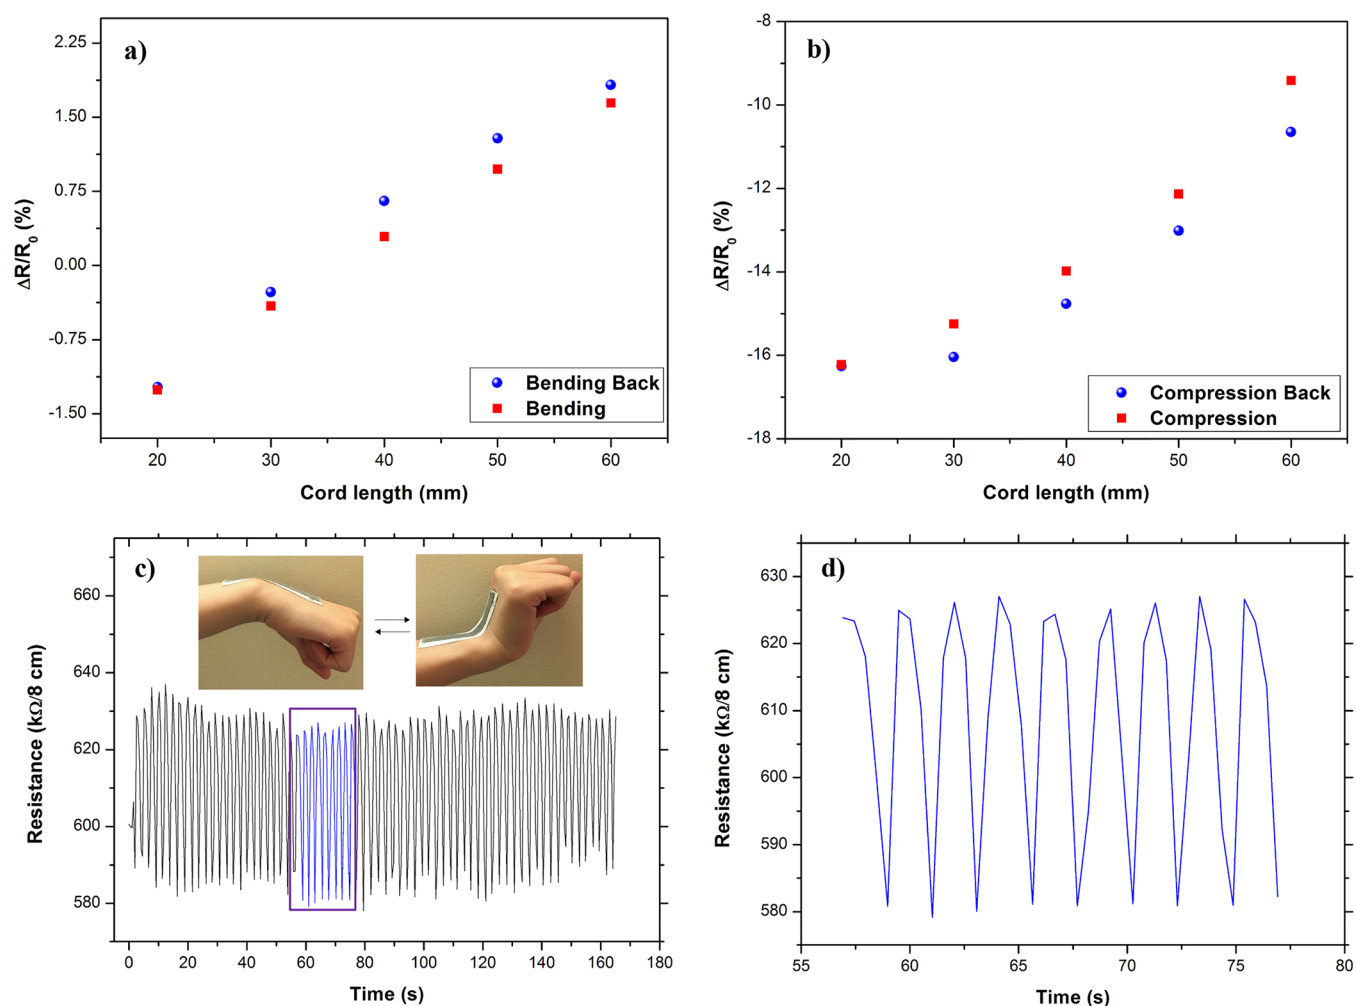 a)
2.25
1.50
0.75
0.00
-0.75
-1.50
ΔR/R0 (%)
Bending Back
Bending
20 30 40 50 60
Cord length (mm)
b)
-8
-10
-12
-14
-16
-18
ΔR/R0 (%)
Compression Back
Compression
20 30 40 50 60
Cord length (mm)
c)
660
640
620
600
580
Resistance (kΩ/8 cm)
0 20 40 60 80 100 120 140 160 180
Time (s)
d)
630
620
610
600
590
580
Resistance (kΩ/8 cm)
55 60 65 70 75 80
Time (s)